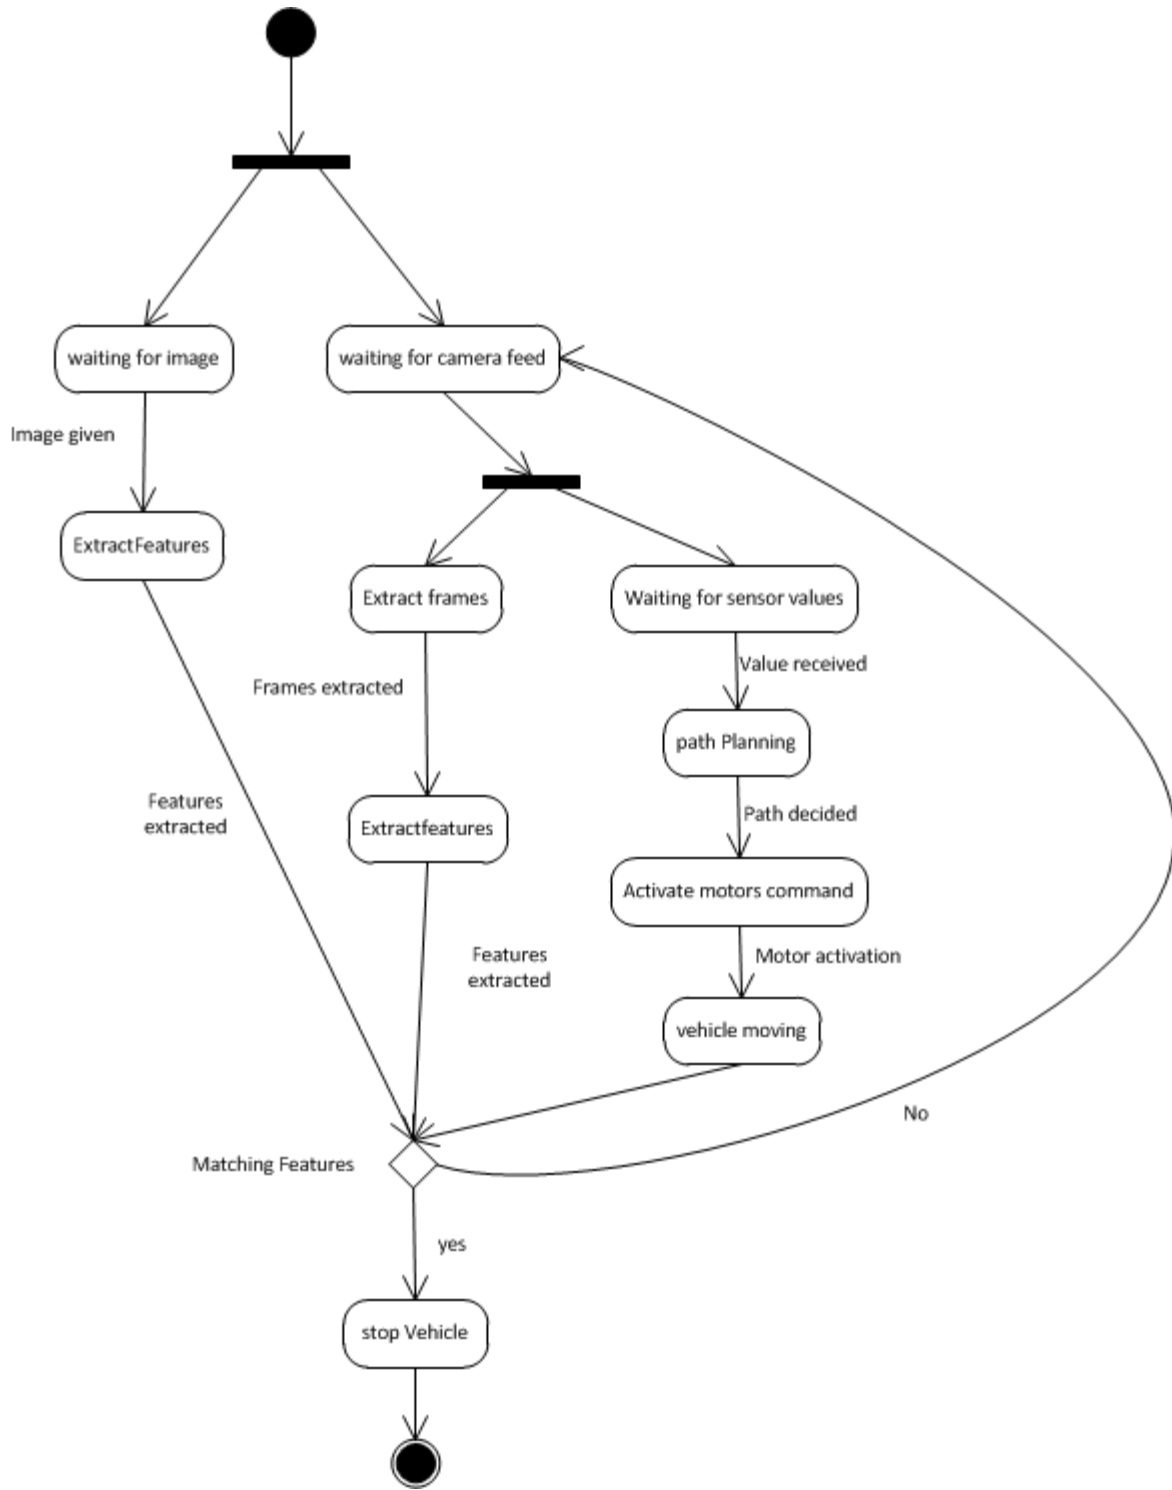 waiting for image
waiting for camera feed
Image given
ExtractFeatures
Extract frames
Waiting for sensor values
Value received
Frames extracted
path Planning
Features
extracted
Path decided
Extractfeatures
Activate motors command
Features
extracted
Motor activation
vehicle moving
No
Matching Features
yes
stop Vehicle